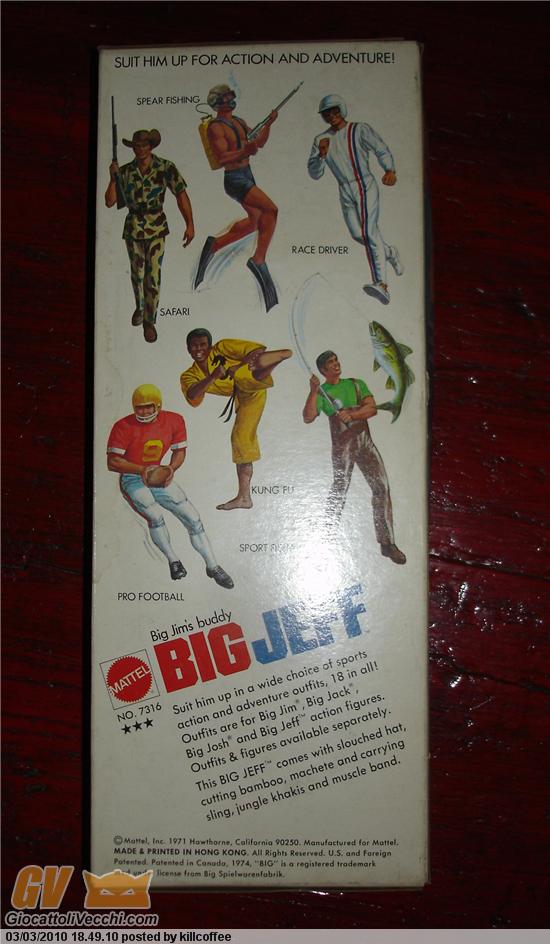 SUIT HIM UP FOR ACTION AND ADVENTURE!
SPEAR FISHING
RACE DRIVER
SAFARI
9
KUNG FU
SPORT
PRO FOOTBALL
Big Jim's buddy
BIG JEFF™
MATTEL
NO. 7316
★★★
Suit him up in a wide choice of sports
action and adventure outfits, 18 in all!
Outfits are for Big Jim®, Big Jack®,
Big Josh® and Big Jeff™ action figures.
Outfits & figures available separately.
This BIG JEFF™ comes with slouched hat,
cutting bamboo, machete and carrying
sling, jungle khakis and muscle band.
©Mattel, Inc. 1971 Hawthorne, California 90250. Manufactured for Mattel.
MADE & PRINTED IN HONG KONG. All Rights Reserved. U.S. and Foreign
Patented. Patented in Canada, 1974, "BIG" is a registered trademark
under license from Big Spielwarenfabrik.
GV
GiocattoliVecchi.com
03/03/2010 18.49.10 posted by killcoffee